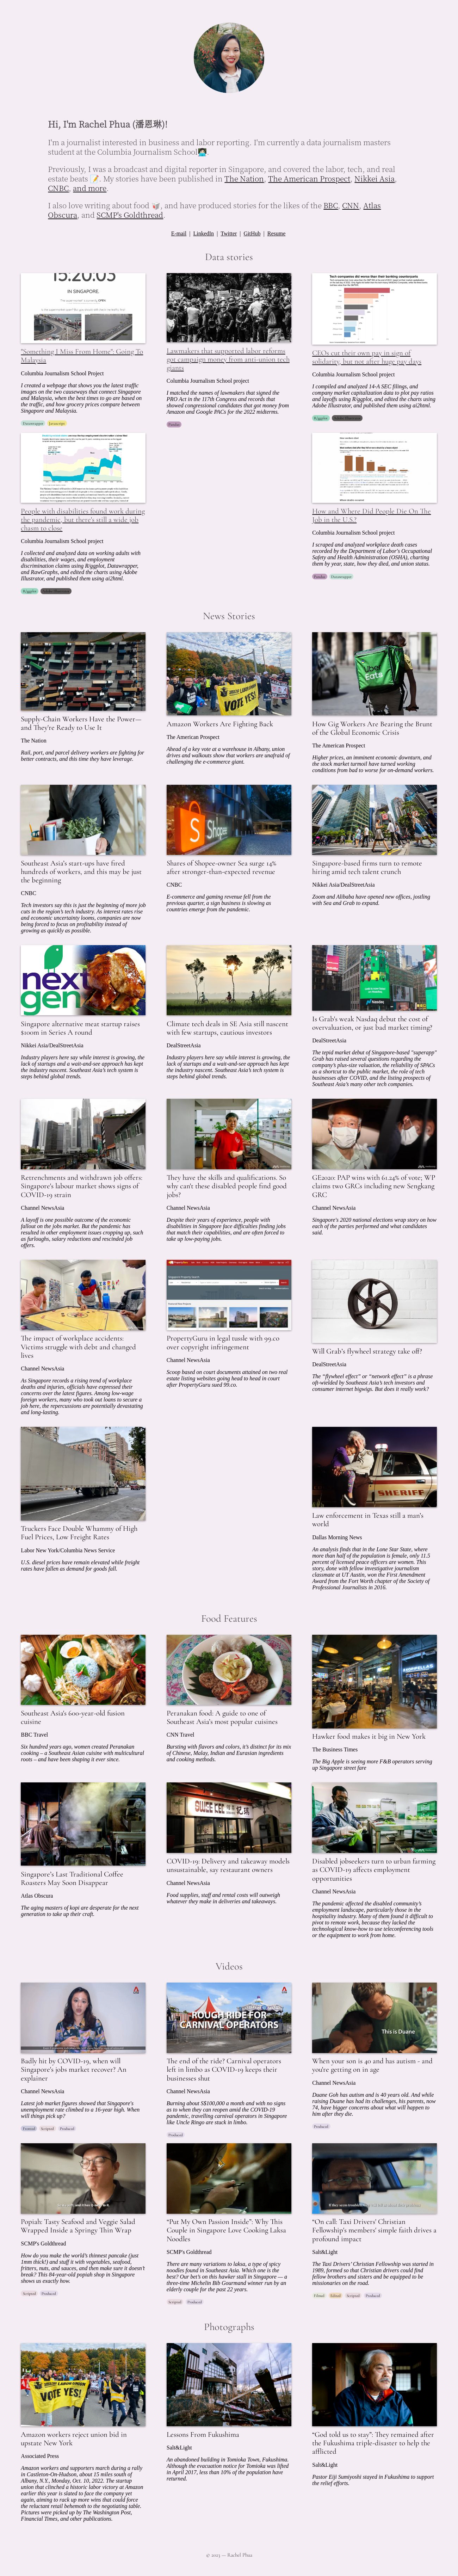 Hi, I'm Rachel Phua (潘恩琳)!
I'm a journalist interested in business and labor reporting. I'm currently a data journalism masters
student at the Columbia Journalism School
Previously, I was a broadcast and digital reporter in Singapore, and covered the labor, tech, and real
estate beats 📝. My stories have been published in The Nation, The American Prospect, Nikkei Asia,
CNBC, and more.
I also love writing about food 🥡, and have produced stories for the likes of the BBC, CNN, Atlas
Obscura, and SCMP's Goldthread.
E-mail | LinkedIn | Twitter | GitHub | Resume
Data stories
15:20:03
IN SINGAPORE.
"Something I Miss From Home": Going To
Malaysia
Columbia Journalism School Project
I created a webpage that shows you the latest traffic
images on the two causeways that connect Singapore
and Malaysia, shows you the best time to go are based on
the traffic, and how grocery prices compare between
Singapore and Malaysia.
Datawrapper Javascript
Lawmakers that supported labor reforms
got campaign money from anti-union tech
giants
Columbia Journalism School project
I matched the names of lawmakers that signed the
PRO Act in the 117th Congress and records that
showed congressional candidates receiving money from
Amazon and Google PACs for the 2022 midterms.
Pandas
Tech companies did worse than their banking counterparts
CEOs cut their own pay in sign of
solidarity, but not after huge pay days
Columbia Journalism School project
I compiled and analyzed 14-A SEC filings, and
company market capitalization data to plot pay ratios
and layoffs using R/ggplot, and edited the charts using
Adobe Illustrator, and published them using ai2html.
R/ggplot Adobe Illustrator
People with disabilities found work during
the pandemic, but there's still a wide job
chasm to close
Columbia Journalism School project
I collected and analyzed data on working adults with
disabilities, their wages, and employment
discrimination claims using R/ggplot, Datawrapper,
and RawGraphs, and edited the charts using Adobe
Illustrator, and published them using ai2html.
R/ggplot Adobe Illustrator
How and Where Did People Die On The
Job in the U.S.?
Columbia Journalism School project
I scraped and analyzed workplace death cases
recorded by the Department of Labor's Occupational
Safety and Health Administration (OSHA), charting
them by year, state, how they died, and union status.
Pandas Datawrapper
News Stories
Supply-Chain Workers Have the Power—
and They're Ready to Use It
The Nation
Rail, port, and parcel delivery workers are fighting for
better contracts, and this time they have leverage.
VOTE YES!
Amazon Workers Are Fighting Back
The American Prospect
Ahead of a key vote at a warehouse in Albany, union
drives and walkouts show that workers are unafraid of
challenging the e-commerce giant.
Uber
Eats
How Gig Workers Are Bearing the Brunt
of the Global Economic Crisis
The American Prospect
Higher prices, an imminent economic downturn, and
the stock market turmoil have turned working
conditions from bad to worse for on-demand workers.
Southeast Asia's start-ups have fired
hundreds of workers, and this may be just
the beginning
CNBC
Tech investors say this is just the beginning of more job
cuts in the region's tech industry. As interest rates rise
and economic uncertainty looms, companies are now
being forced to focus on profitability instead of
growing as quickly as possible.
Shopee
Shares of Shopee-owner Sea surge 14%
after stronger-than-expected revenue
CNBC
E-commerce and gaming revenue fell from the
previous quarter, a sign business is slowing as
countries emerge from the pandemic.
Singapore-based firms turn to remote
hiring amid tech talent crunch
Nikkei Asia/DealStreetAsia
Zoom and Alibaba have opened new offices, jostling
with Sea and Grab to expand.
next
gen
Singapore alternative meat startup raises
$100m in Series A round
Nikkei Asia/DealStreetAsia
Industry players here say while interest is growing, the
lack of startups and a wait-and-see approach has kept
the industry nascent. Southeast Asia's tech system is
steps behind global trends.
Climate tech deals in SE Asia still nascent
with few startups, cautious investors
DealStreetAsia
Industry players here say while interest is growing, the
lack of startups and a wait-and-see approach has kept
the industry nascent. Southeast Asia's tech system is
steps behind global trends.
Is Grab's weak Nasdaq debut the cost of
overvaluation, or just bad market timing?
DealStreetAsia
The tepid market debut of Singapore-based "superapp"
Grab has raised several questions regarding the
company's plus-size valuation, the reliability of SPACs
as a shortcut to the public market, the role of tech
businesses after COVID, and the listing prospects of
Southeast Asia's many other tech companies.
Retrenchments and withdrawn job offers:
Singapore's labour market shows signs of
COVID-19 strain
Channel NewsAsia
A layoff is one possible outcome of the economic
fallout on the jobs market. But the pandemic has
resulted in other employment issues cropping up, such
as furloughs, salary reductions and rescinded job
offers.
They have the skills and qualifications. So
why can't these disabled people find good
jobs?
Channel NewsAsia
Despite their years of experience, people with
disabilities in Singapore face difficulties finding jobs
that match their capabilities, and are often forced to
take up low-paying jobs.
GE2020: PAP wins with 61.24% of vote; WP
claims two GRCs including new Sengkang
GRC
Channel NewsAsia
Singapore's 2020 national elections wrap story on how
each of the parties performed and what candidates
said.
The impact of workplace accidents:
Victims struggle with debt and changed
lives
Channel NewsAsia
As Singapore records a rising trend of workplace
deaths and injuries, officials have expressed their
concerns over the latest figures. Among low-wage
foreign workers, many who took out loans to secure a
job here, the repercussions are potentially devastating
and long-lasting.
PropertyGuru in legal tussle with 99.co
over copyright infringement
Channel NewsAsia
Scoop based on court documents attained on two real
estate listing websites going head to head in court
after PropertyGuru sued 99.co.
Will Grab's flywheel strategy take off?
DealStreetAsia
The "flywheel effect" or "network effect" is a phrase
oft-wielded by Southeast Asia's tech investors and
consumer internet bigwigs. But does it really work?
Truckers Face Double Whammy of High
Fuel Prices, Low Freight Rates
Labor New York/Columbia News Service
U.S. diesel prices have remain elevated while freight
rates have fallen as demand for goods fall.
SHERIFF
Law enforcement in Texas still a man's
world
Dallas Morning News
An analysis finds that in the Lone Star State, where
more than half of the population is female, only 11.5
percent of licensed peace officers are women. This
story, done with fellow investigative journalism
classmate at UT Austin, won the First Amendment
Award from the Fort Worth chapter of the Society of
Professional Journalists in 2016.
Food Features
Southeast Asia's 600-year-old fusion
cuisine
BBC Travel
Six hundred years ago, women created Peranakan
cooking – a Southeast Asian cuisine with multicultural
roots – and have been shaping it ever since.
Peranakan food: A guide to one of
Southeast Asia's most popular cuisines
CNN Travel
Bursting with flavors and colors, it's distinct for its mix
of Chinese, Malay, Indian and Eurasian ingredients
and cooking methods.
Hawker food makes it big in New York
The Business Times
The Big Apple is seeing more F&B operators serving
up Singapore street fare
Singapore's Last Traditional Coffee
Roasters May Soon Disappear
Atlas Obscura
The aging masters of kopi are desperate for the next
generation to take up their craft.
COVID-19: Delivery and takeaway models
unsustainable, say restaurant owners
Channel NewsAsia
Food supplies, staff and rental costs will outweigh
whatever they make in deliveries and takeaways.
Disabled jobseekers turn to urban farming
as COVID-19 affects employment
opportunities
Channel NewsAsia
The pandemic affected the disabled community's
employment landscape, particularly those in the
hospitality industry. Many of them found it difficult to
pivot to remote work, because they lacked the
technological know-how to use teleconferencing tools
or the equipment to work from home.
Videos
Badly hit by COVID-19, when will
Singapore's jobs market recover? An
explainer
Channel NewsAsia
Latest job market figures showed that Singapore's
unemployment rate climbed to a 16-year high. When
will things pick up?
Scripted Produced
ROUGH RIDE FOR
CARNIVAL OPERATORS
The end of the ride? Carnival operators
left in limbo as COVID-19 keeps their
businesses shut
Channel NewsAsia
Burning about S$100,000 a month and with no signs
as to when they can reopen amid the COVID-19
pandemic, travelling carnival operators in Singapore
like Uncle Ringo are stuck in limbo.
Produced
This is Duane
When your son is 40 and has autism - and
you're getting on in age
Channel NewsAsia
Duane Goh has autism and is 40 years old. And while
raising Duane has had its challenges, his parents, now
74, have bigger concerns about what will happen to
him after they die.
Produced
Popiah: Tasty Seafood and Veggie Salad
Wrapped Inside a Springy Thin Wrap
SCMP's Goldthread
How do you make the world's thinnest pancake (just
1mm thick!) and stuff it with vegetables, seafood,
fritters, nuts, and sauces, and then make sure it doesn't
break? This 84-year-old popiah shop in Singapore
shows us exactly how.
Scripted Produced
"Put My Own Passion Inside": Why This
Couple in Singapore Love Cooking Laksa
Noodles
SCMP's Goldthread
There are many variations to laksa, a type of spicy
noodles found in Southeast Asia. Which one is the
best? Our bet's on this hawker stall in Singapore — a
three-time Michelin Bib Gourmand winner run by an
elderly couple for the past 22 years.
Scripted Produced
"On call: Taxi Drivers' Christian
Fellowship's members' simple faith drives a
profound impact
Salt&Light
The Taxi Drivers' Christian Fellowship was started in
1989, formed so that Christian drivers could find
fellow brothers and sisters and be equipped to be
missionaries on the road.
Filmed Edited Scripted Produced
Photographs
VOTE YES!
Amazon workers reject union bid in
upstate New York
Associated Press
Amazon workers and supporters march during a rally
in Castleton-On-Hudson, about 15 miles south of
Albany, N.Y., Monday, Oct. 10, 2022. The startup
union that clinched a historic labor victory at Amazon
earlier this year is slated to face the company yet
again, aiming to rack up more wins that could force
the reluctant retail behemoth to the negotiating table.
Pictures were picked up by The Washington Post,
Financial Times, and other publications.
Lessons From Fukushima
Salt&Light
An abandoned building in Tomioka Town, Fukushima.
Although the evacuation notice for Tomioka was lifted
in April 2017, less than 10% of the population have
returned.
"God told us to stay": They remained after
the Fukushima triple-disaster to help the
afflicted
Salt&Light
Pastor Eiji Sumiyoshi stayed in Fukushima to support
the relief efforts.
© 2023 — Rachel Phua